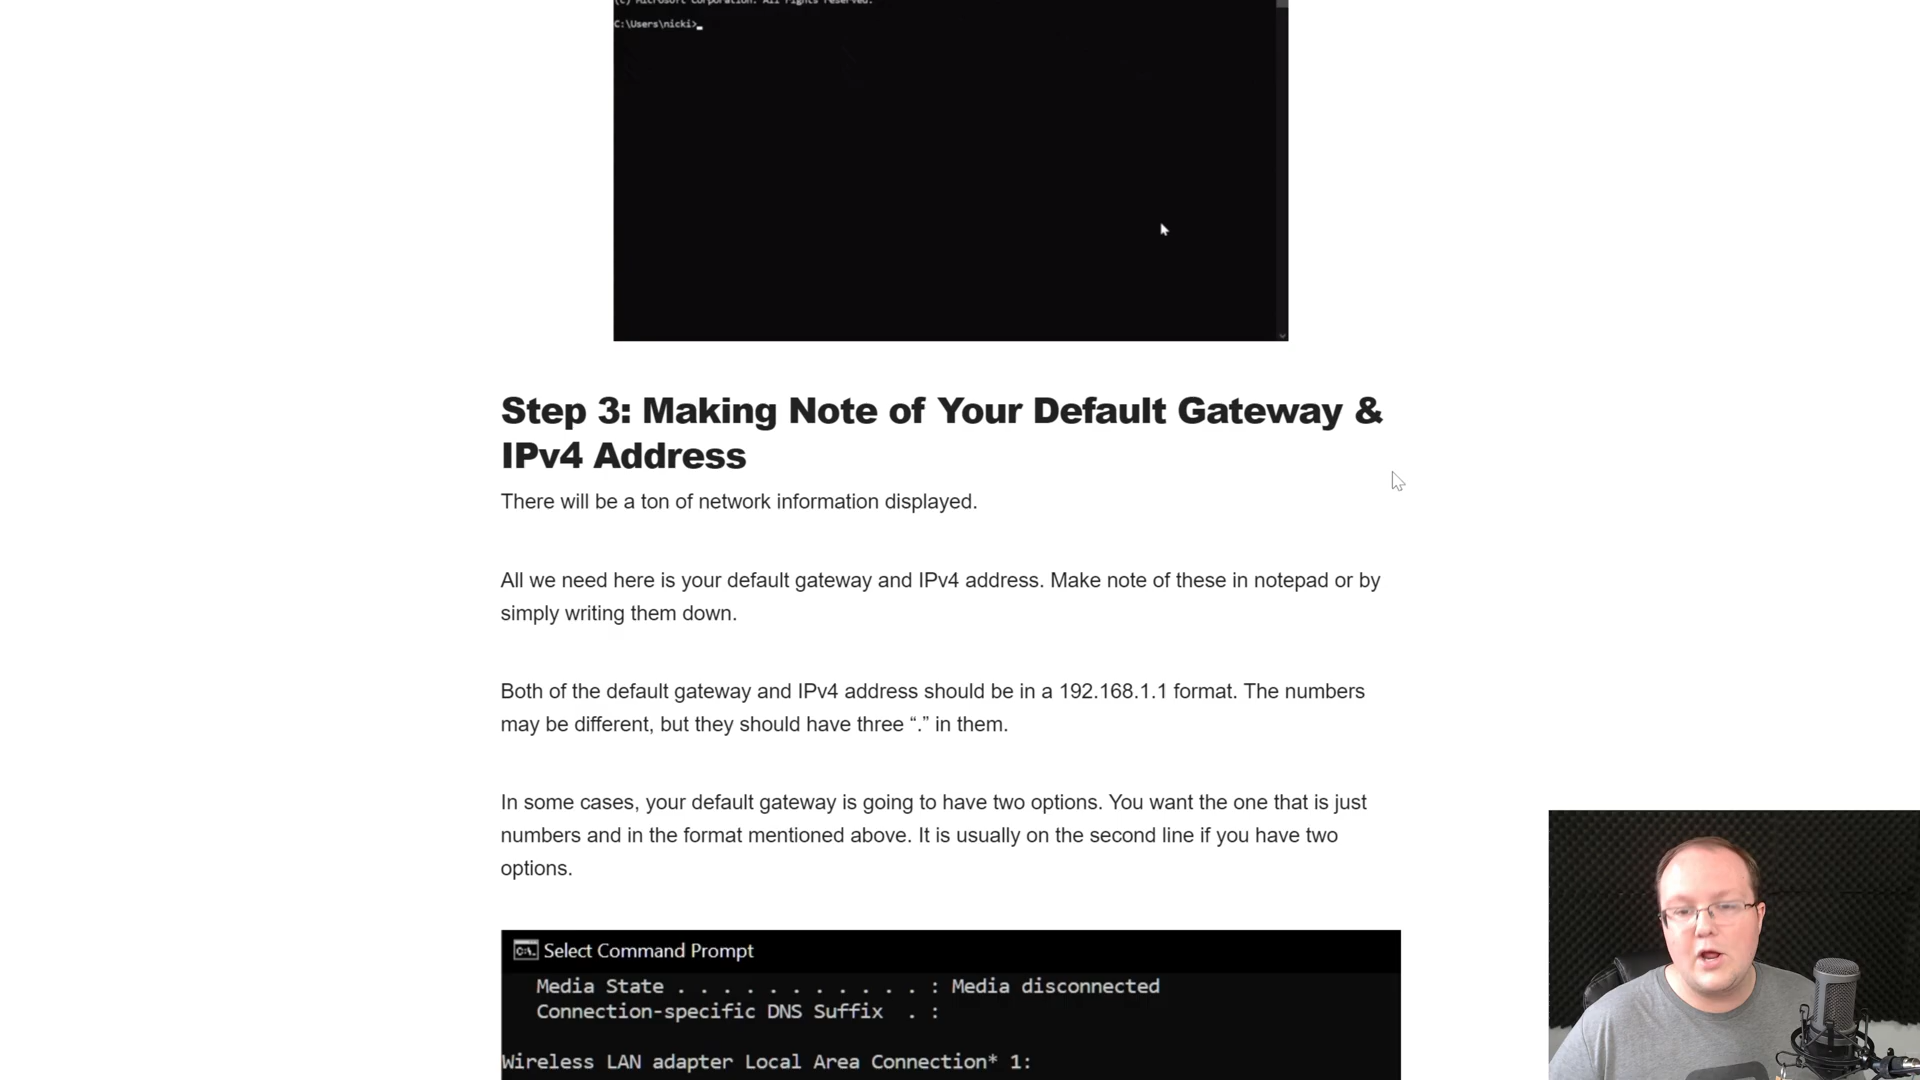 (c) Microsoft Corporation. All rights reserved.
C:\Users\nicki>
Step 3: Making Note of Your Default Gateway &
IPv4 Address
There will be a ton of network information displayed.
All we need here is your default gateway and IPv4 address. Make note of these in notepad or by
simply writing them down.
Both of the default gateway and IPv4 address should be in a 192.168.1.1 format. The numbers
may be different, but they should have three “.” in them.
In some cases, your default gateway is going to have two options. You want the one that is just
numbers and in the format mentioned above. It is usually on the second line if you have two
options.
C:\. Select Command Prompt
Media State . . . . . . . . . . . : Media disconnected
Connection-specific DNS Suffix . :
Wireless LAN adapter Local Area Connection* 1: